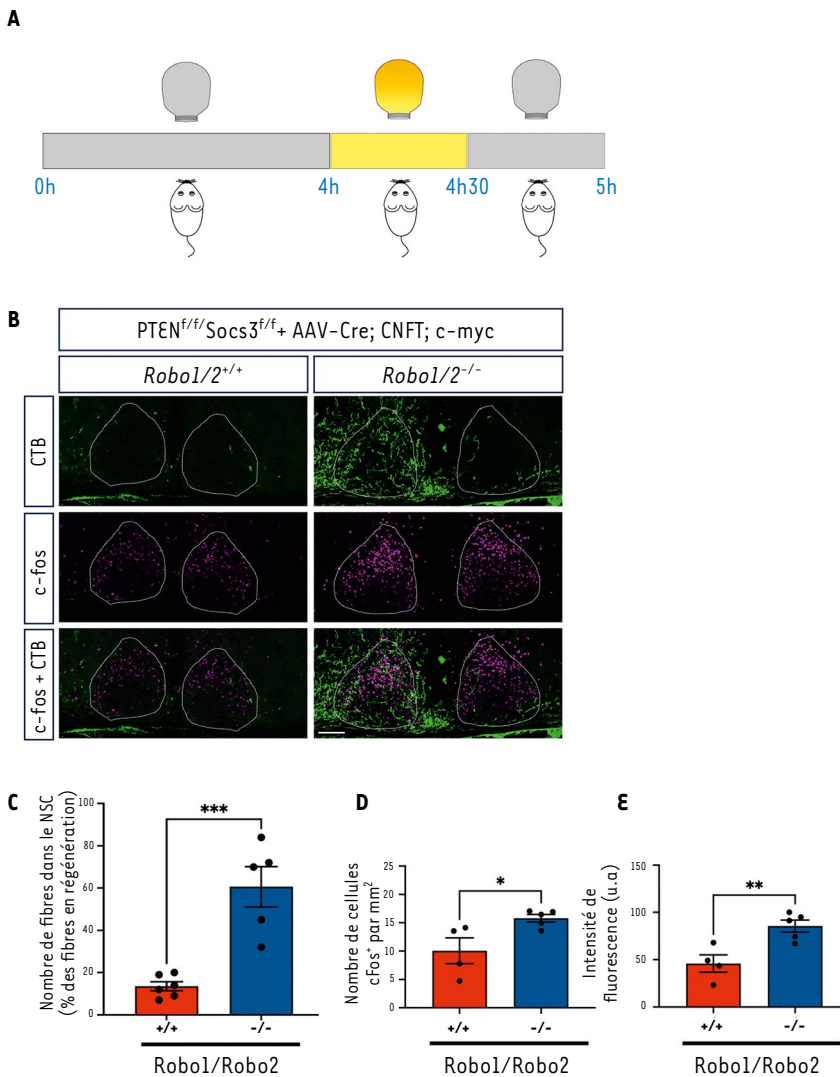 A
0h 4h 4h30 5h
B
PTEN^f/f/Socs3^f/f + AAV-Cre; CNFT; c-myc
Robo1/2^+/+ Robo1/2^-/-
CTB
c-fos
c-fos + CTB
C
Nombre de fibres dans le NSC
(% des fibres en régénération)
100
80
60
40
20
0
***
+/+ -/-
Robo1/Robo2
D
Nombre de cellules
cFos⁺ par mm²
25
20
15
10
5
0
*
+/+ -/-
Robo1/Robo2
E
Intensité de
fluorescence (u.a)
150
100
50
0
**
+/+ -/-
Robo1/Robo2